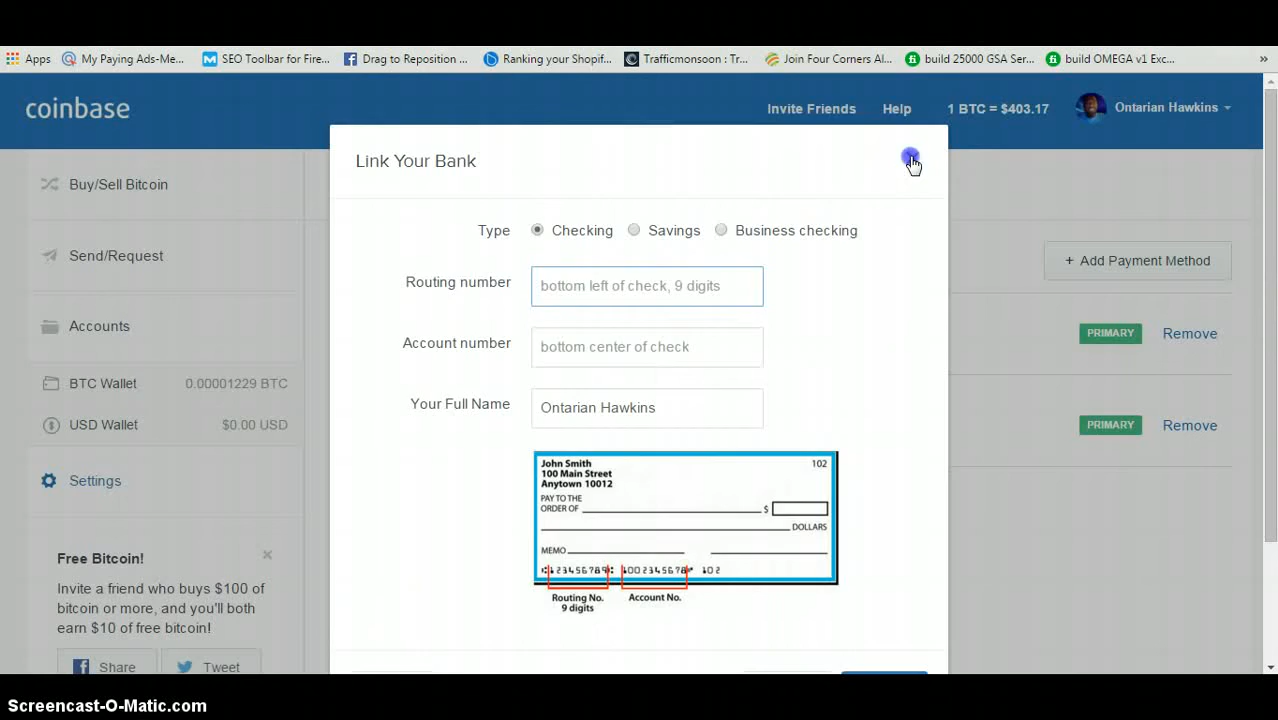 Apps My Paying Ads-Me... SEO Toolbar for Fire... Drag to Reposition ... Ranking your Shopif... Trafficmonsoon : Tr... Join Four Corners Al... build 25000 GSA Ser... build OMEGA v1 Exc... »
coinbase Invite Friends Help 1 BTC = $403.17 Ontarian Hawkins
Buy/Sell Bitcoin
Send/Request
Accounts
BTC Wallet 0.00001229 BTC
USD Wallet $0.00 USD
Settings
Free Bitcoin!
Invite a friend who buys $100 of
bitcoin or more, and you'll both
earn $10 of free bitcoin!
Share Tweet
Link Your Bank
Type Checking Savings Business checking
Routing number bottom left of check, 9 digits
Account number bottom center of check
Your Full Name Ontarian Hawkins
John Smith 102
100 Main Street
Anytown 10012
PAY TO THE
ORDER OF $
DOLLARS
MEMO
123456789 1002345678 102
Routing No. Account No.
9 digits
+ Add Payment Method
PRIMARY Remove
PRIMARY Remove
Screencast-O-Matic.com